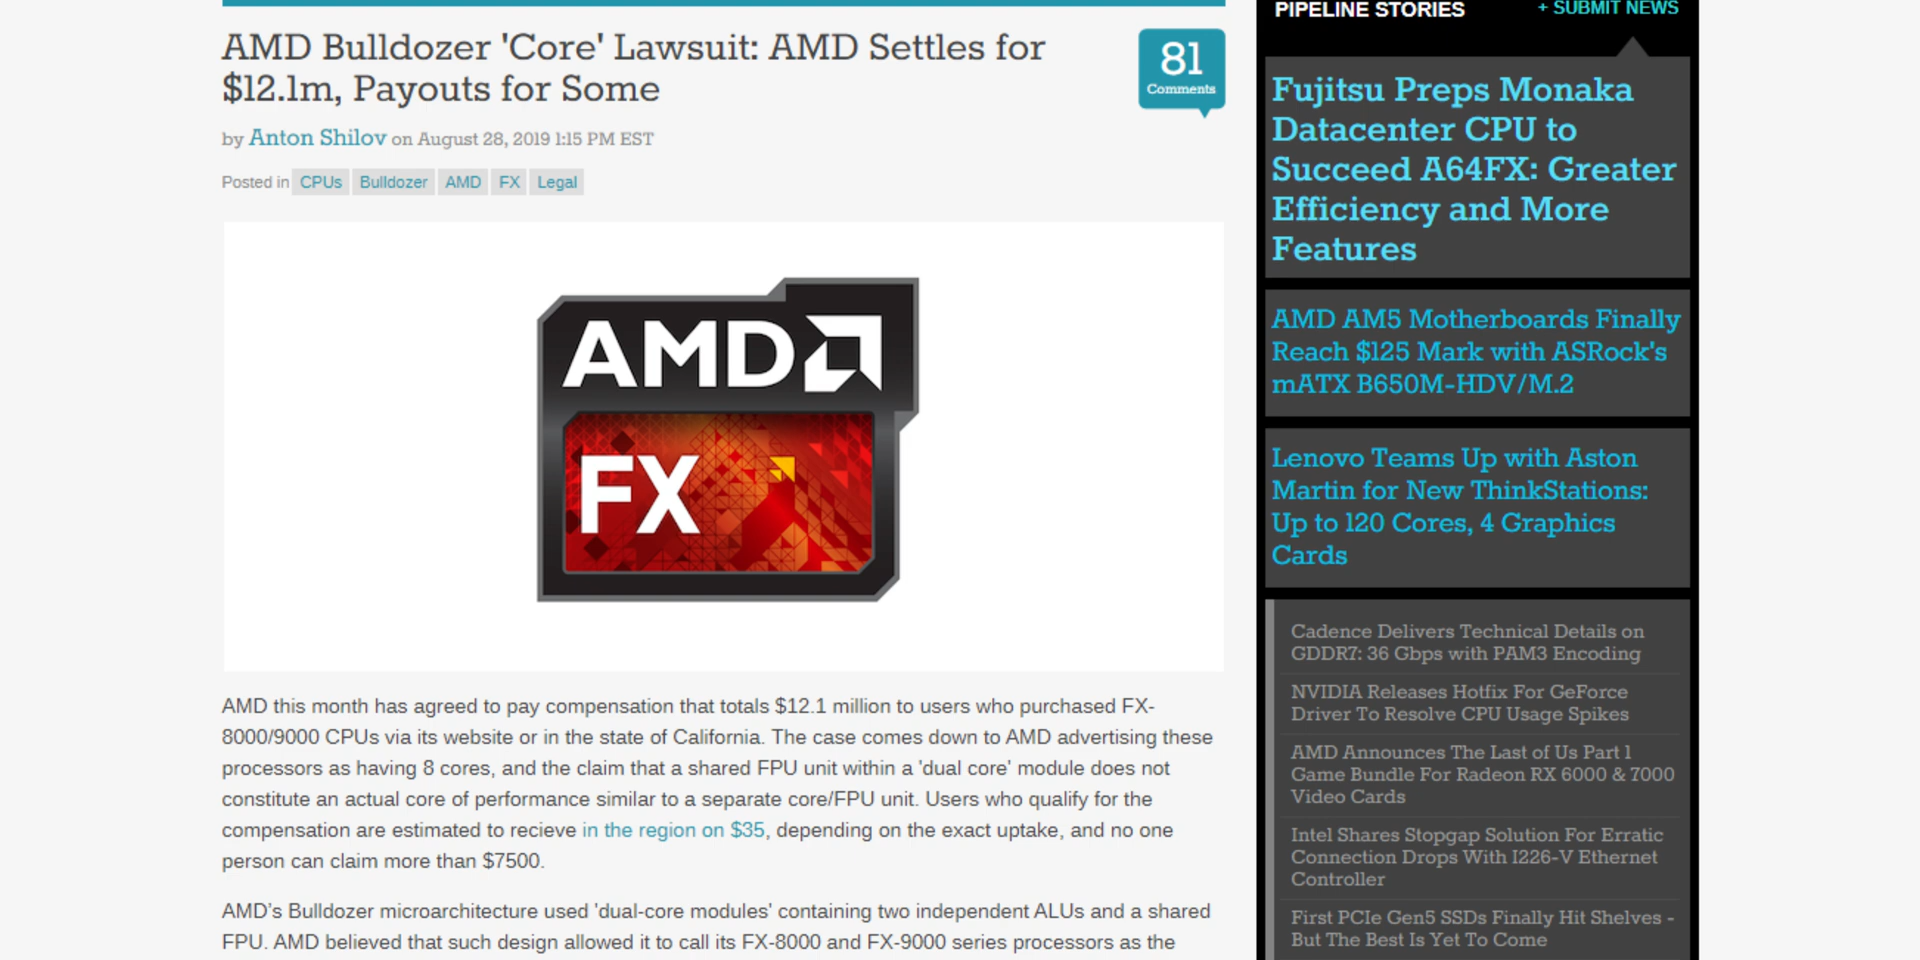 AMD Bulldozer 'Core' Lawsuit: AMD Settles for
$12.1m, Payouts for Some
81
Comments
by Anton Shilov on August 28, 2019 1:15 PM EST
Posted in CPUs Bulldozer AMD FX Legal
AMD
FX
AMD this month has agreed to pay compensation that totals $12.1 million to users who purchased FX-
8000/9000 CPUs via its website or in the state of California. The case comes down to AMD advertising these
processors as having 8 cores, and the claim that a shared FPU unit within a 'dual core' module does not
constitute an actual core of performance similar to a separate core/FPU unit. Users who qualify for the
compensation are estimated to recieve in the region on $35, depending on the exact uptake, and no one
person can claim more than $7500.
AMD’s Bulldozer microarchitecture used 'dual-core modules' containing two independent ALUs and a shared
FPU. AMD believed that such design allowed it to call its FX-8000 and FX-9000 series processors as the
PIPELINE STORIES
+ SUBMIT NEWS
Fujitsu Preps Monaka
Datacenter CPU to
Succeed A64FX: Greater
Efficiency and More
Features
AMD AM5 Motherboards Finally
Reach $125 Mark with ASRock's
mATX B650M-HDV/M.2
Lenovo Teams Up with Aston
Martin for New ThinkStations:
Up to 120 Cores, 4 Graphics
Cards
Cadence Delivers Technical Details on
GDDR7: 36 Gbps with PAM3 Encoding
NVIDIA Releases Hotfix For GeForce
Driver To Resolve CPU Usage Spikes
AMD Announces The Last of Us Part 1
Game Bundle For Radeon RX 6000 & 7000
Video Cards
Intel Shares Stopgap Solution For Erratic
Connection Drops With I226-V Ethernet
Controller
First PCIe Gen5 SSDs Finally Hit Shelves -
But The Best Is Yet To Come